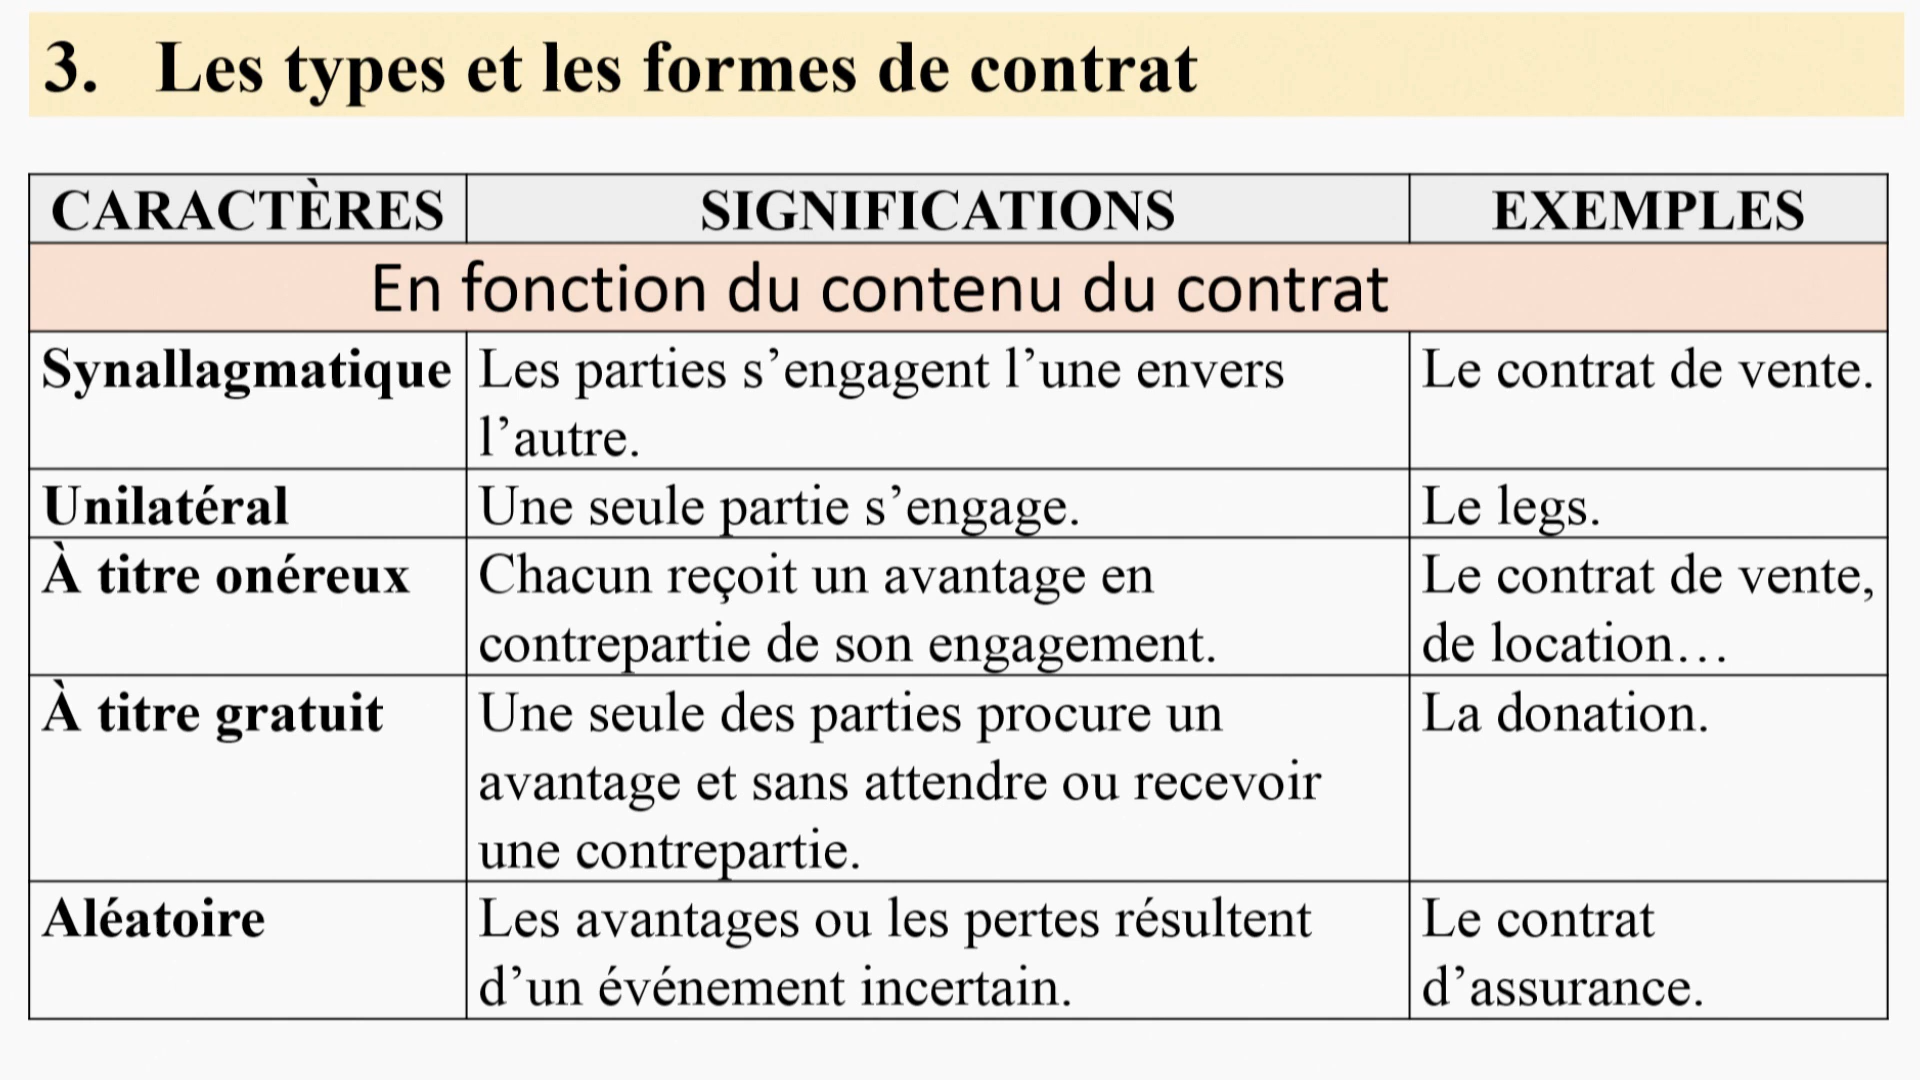 3. Les types et les formes de contrat
CARACTÈRES SIGNIFICATIONS EXEMPLES
En fonction du contenu du contrat
Synallagmatique Les parties s’engagent l’une envers Le contrat de vente.
l’autre.
Unilatéral Une seule partie s’engage. Le legs.
À titre onéreux Chacun reçoit un avantage en Le contrat de vente,
contrepartie de son engagement. de location…
À titre gratuit Une seule des parties procure un La donation.
avantage et sans attendre ou recevoir
une contrepartie.
Aléatoire Les avantages ou les pertes résultent Le contrat
d’un événement incertain. d’assurance.